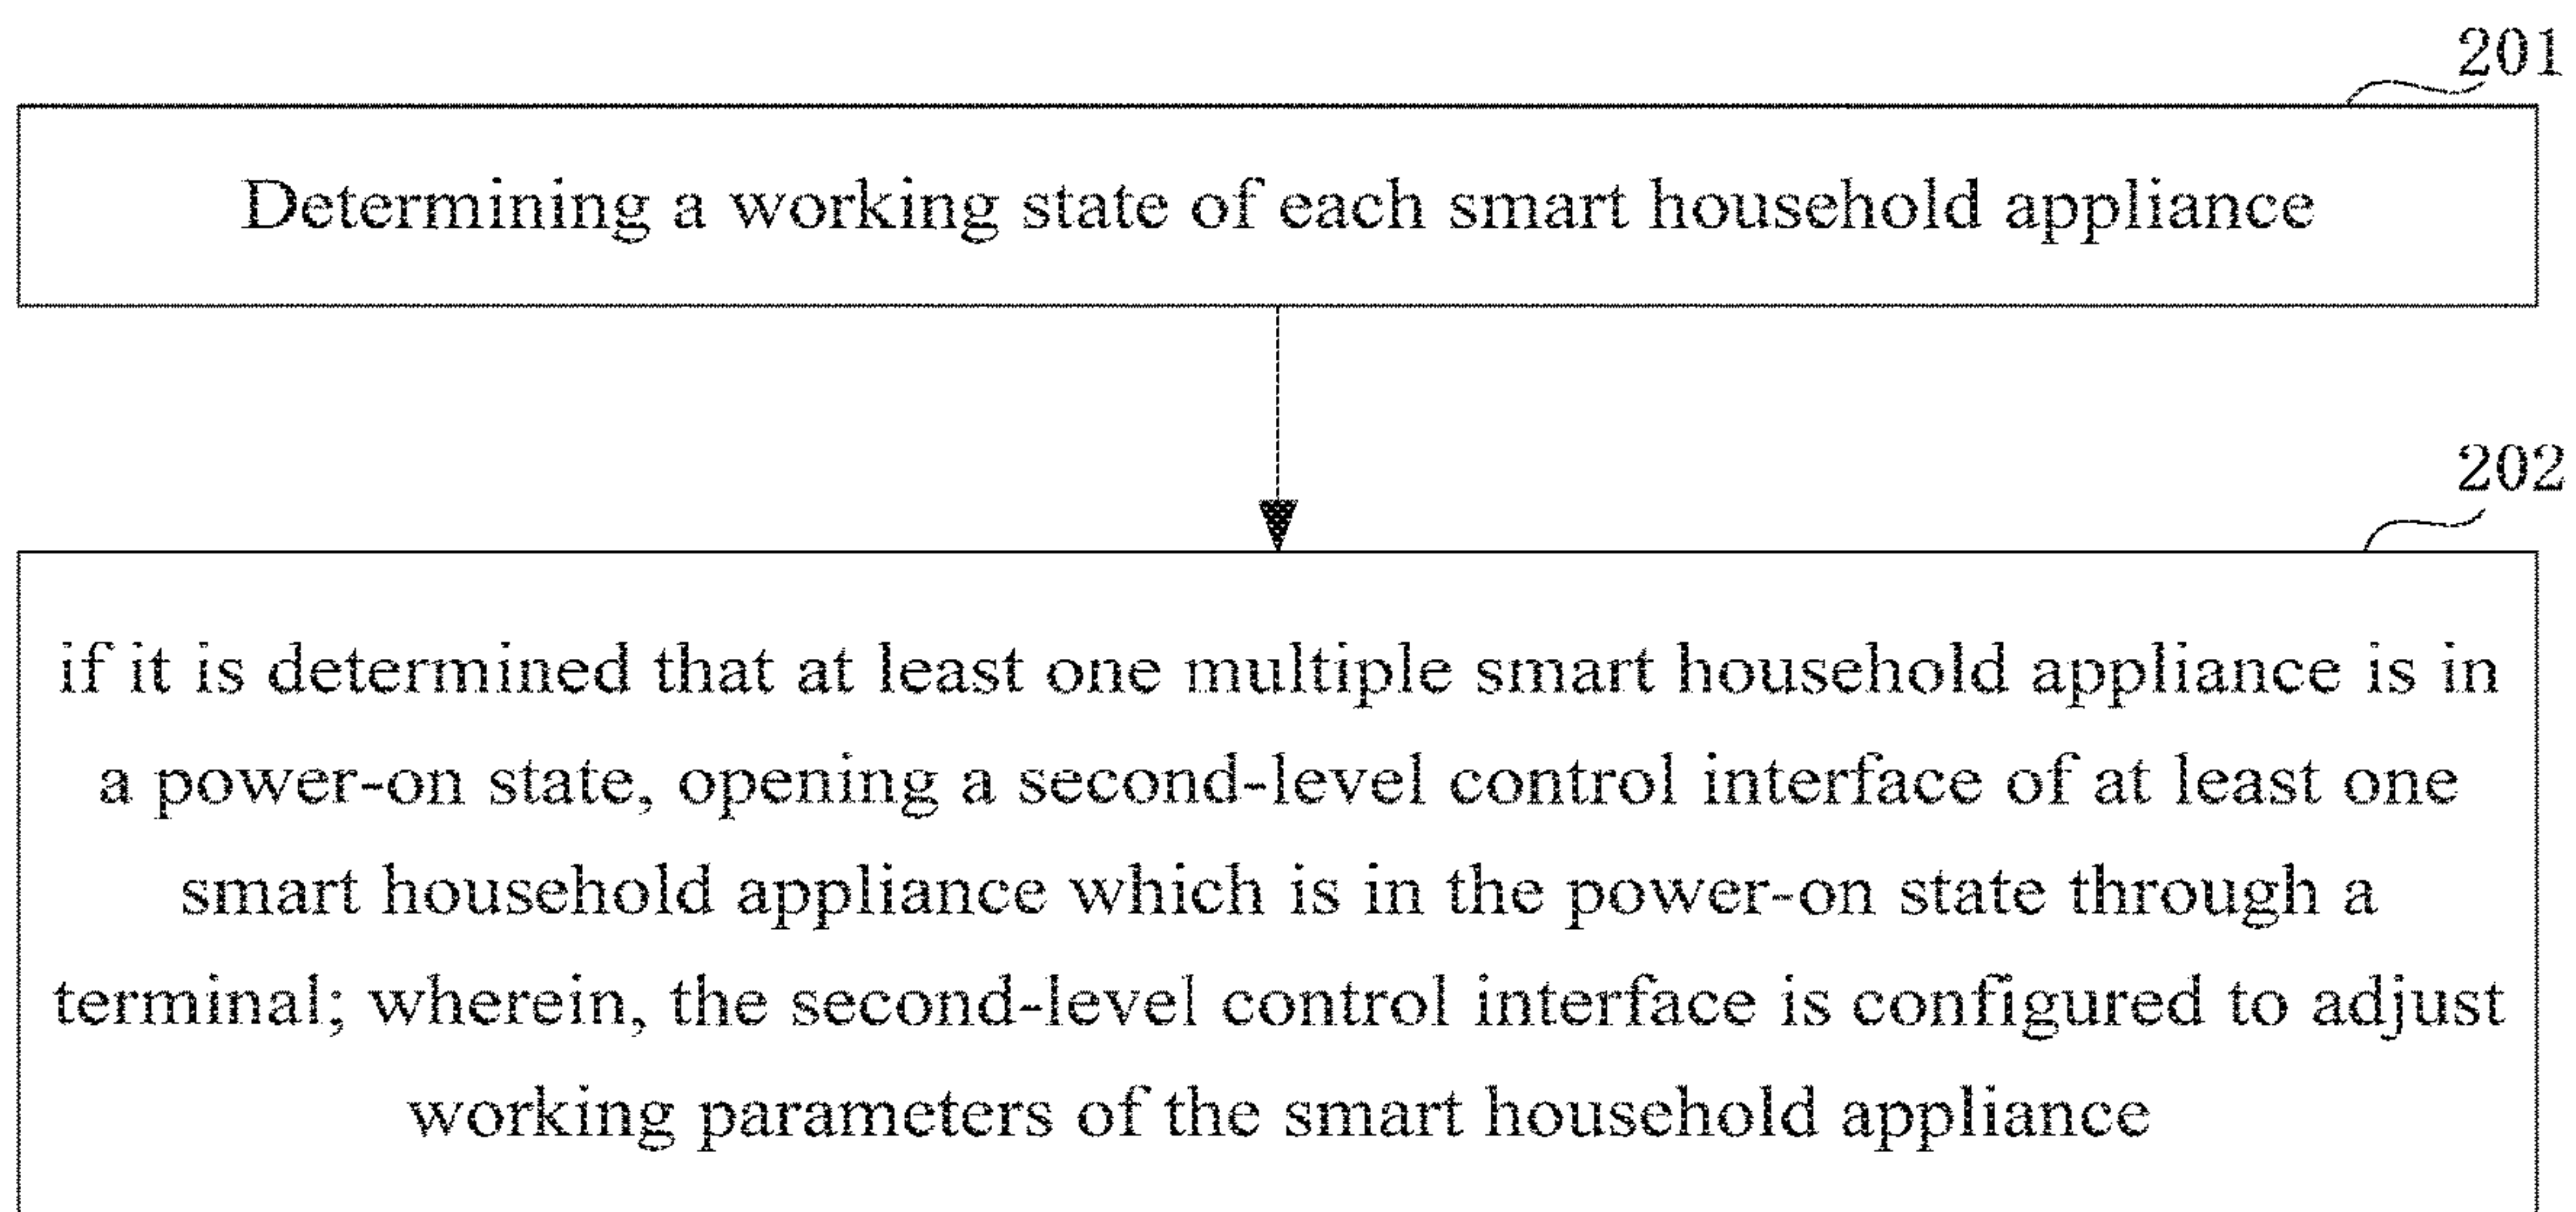 201
Determining a working state of each smart household appliance
202
if it is determined that at least one multiple smart household appliance is in
a power-on state, opening a second-level control interface of at least one
smart household appliance which is in the power-on state through a
terminal; wherein, the second-level control interface is configured to adjust
working parameters of the smart household appliance